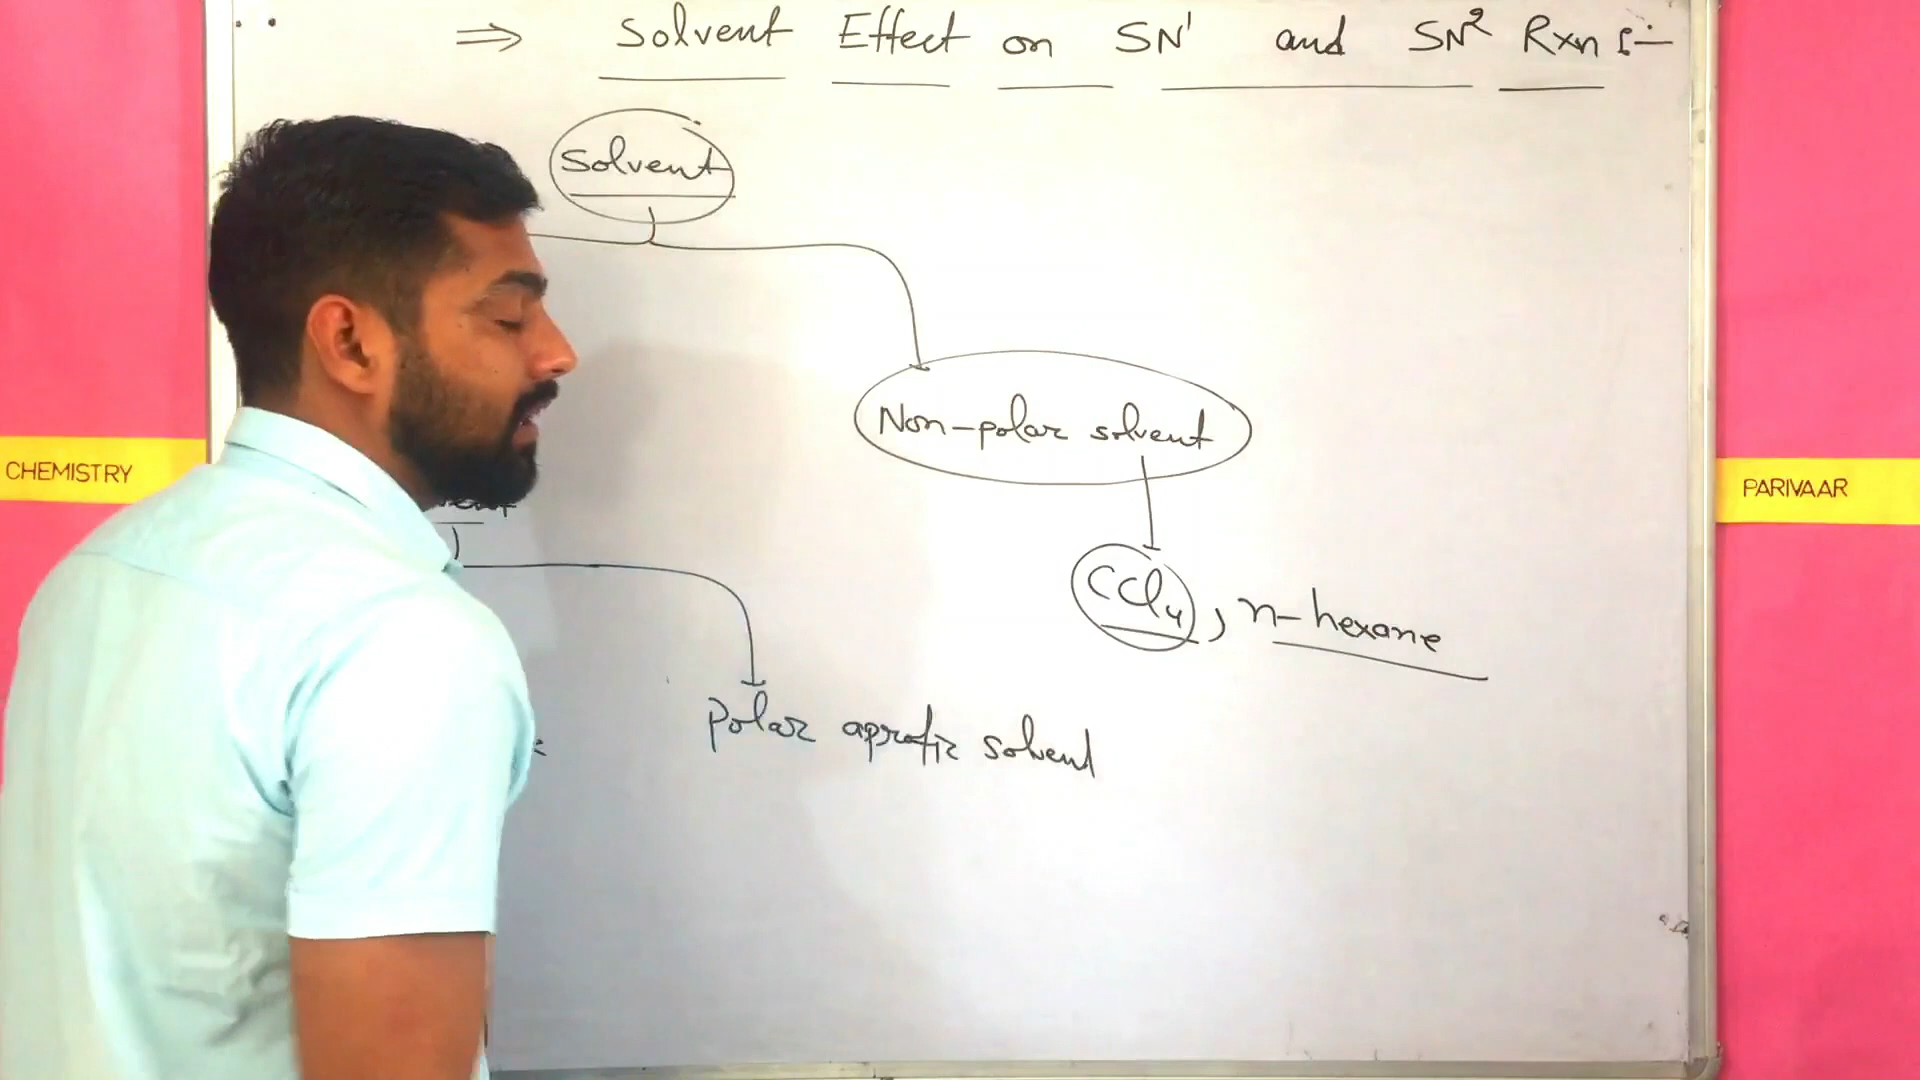 ⇒ Solvent Effect on SN¹ and SN² Rxn :-
Solvent
Non-polar solvent
CHEMISTRY
PARIVAAR
CCl₄, n-hexane
Polar aprotic solvent